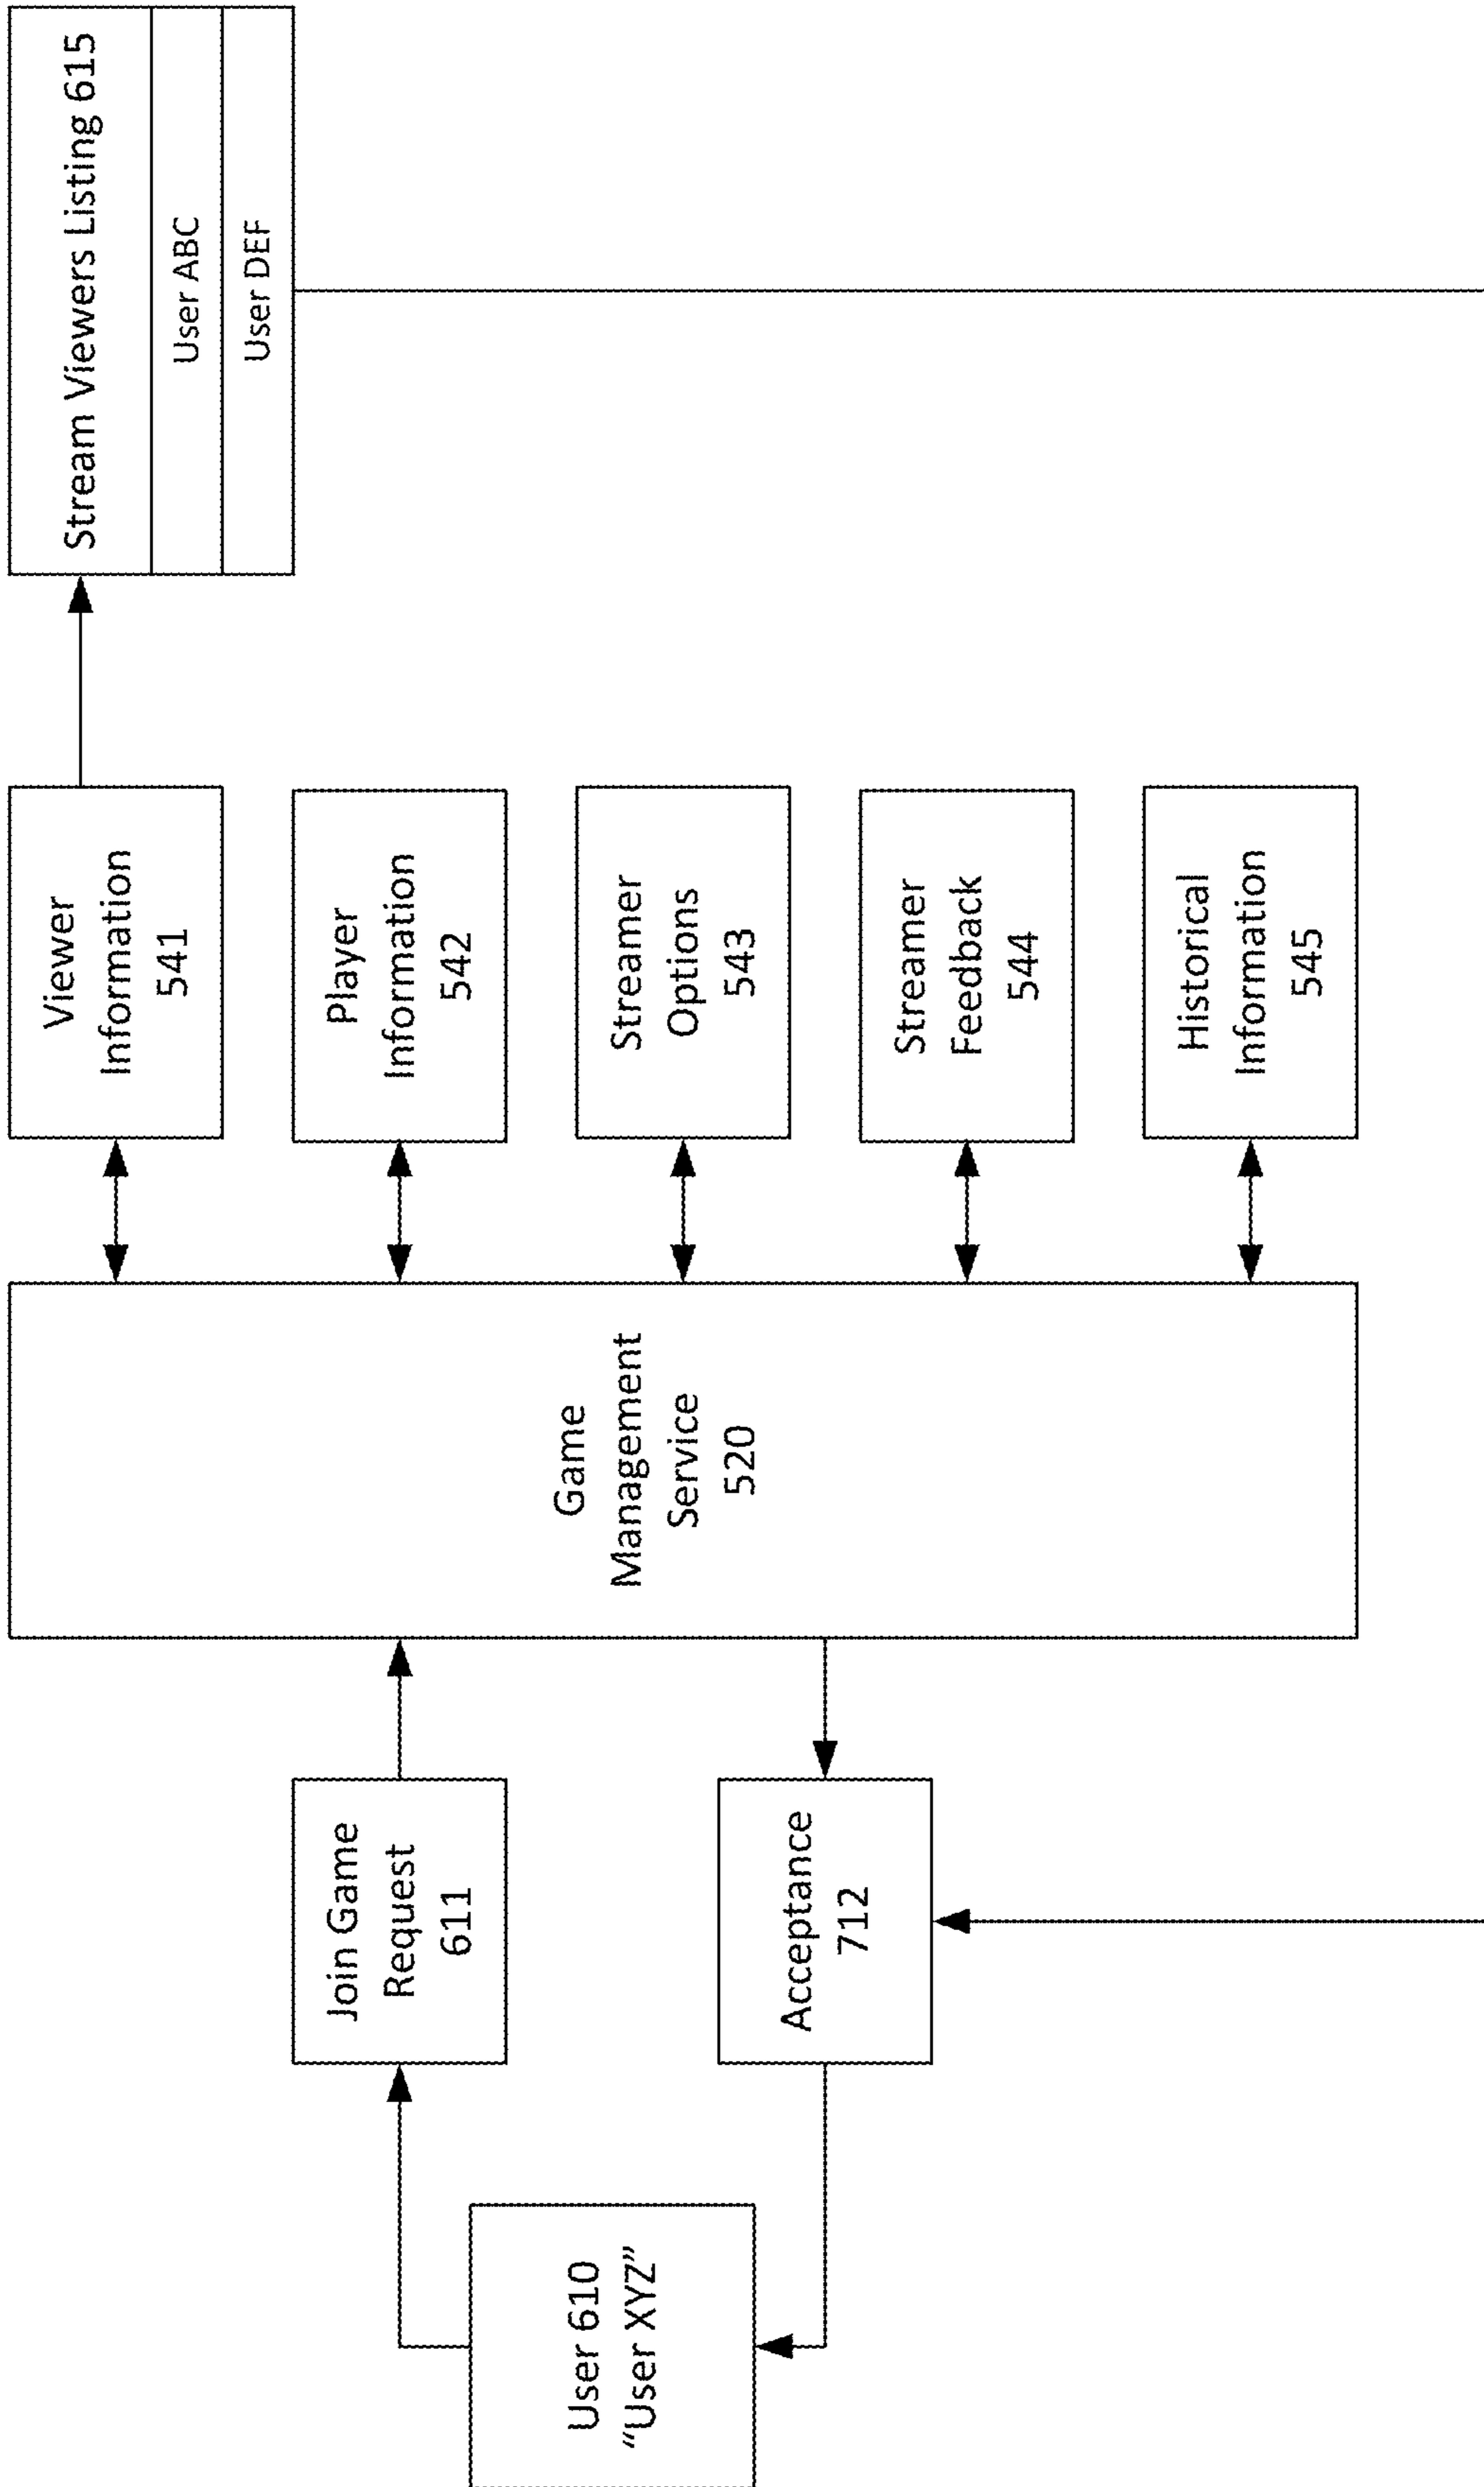 User 610
“User XYZ”
Join Game
Request
611
Acceptance
712
Game
Management
Service
520
Viewer
Information
541
Player
Information
542
Streamer
Options
543
Streamer
Feedback
544
Historical
Information
545
Stream Viewers Listing 615
User ABC
User DEF